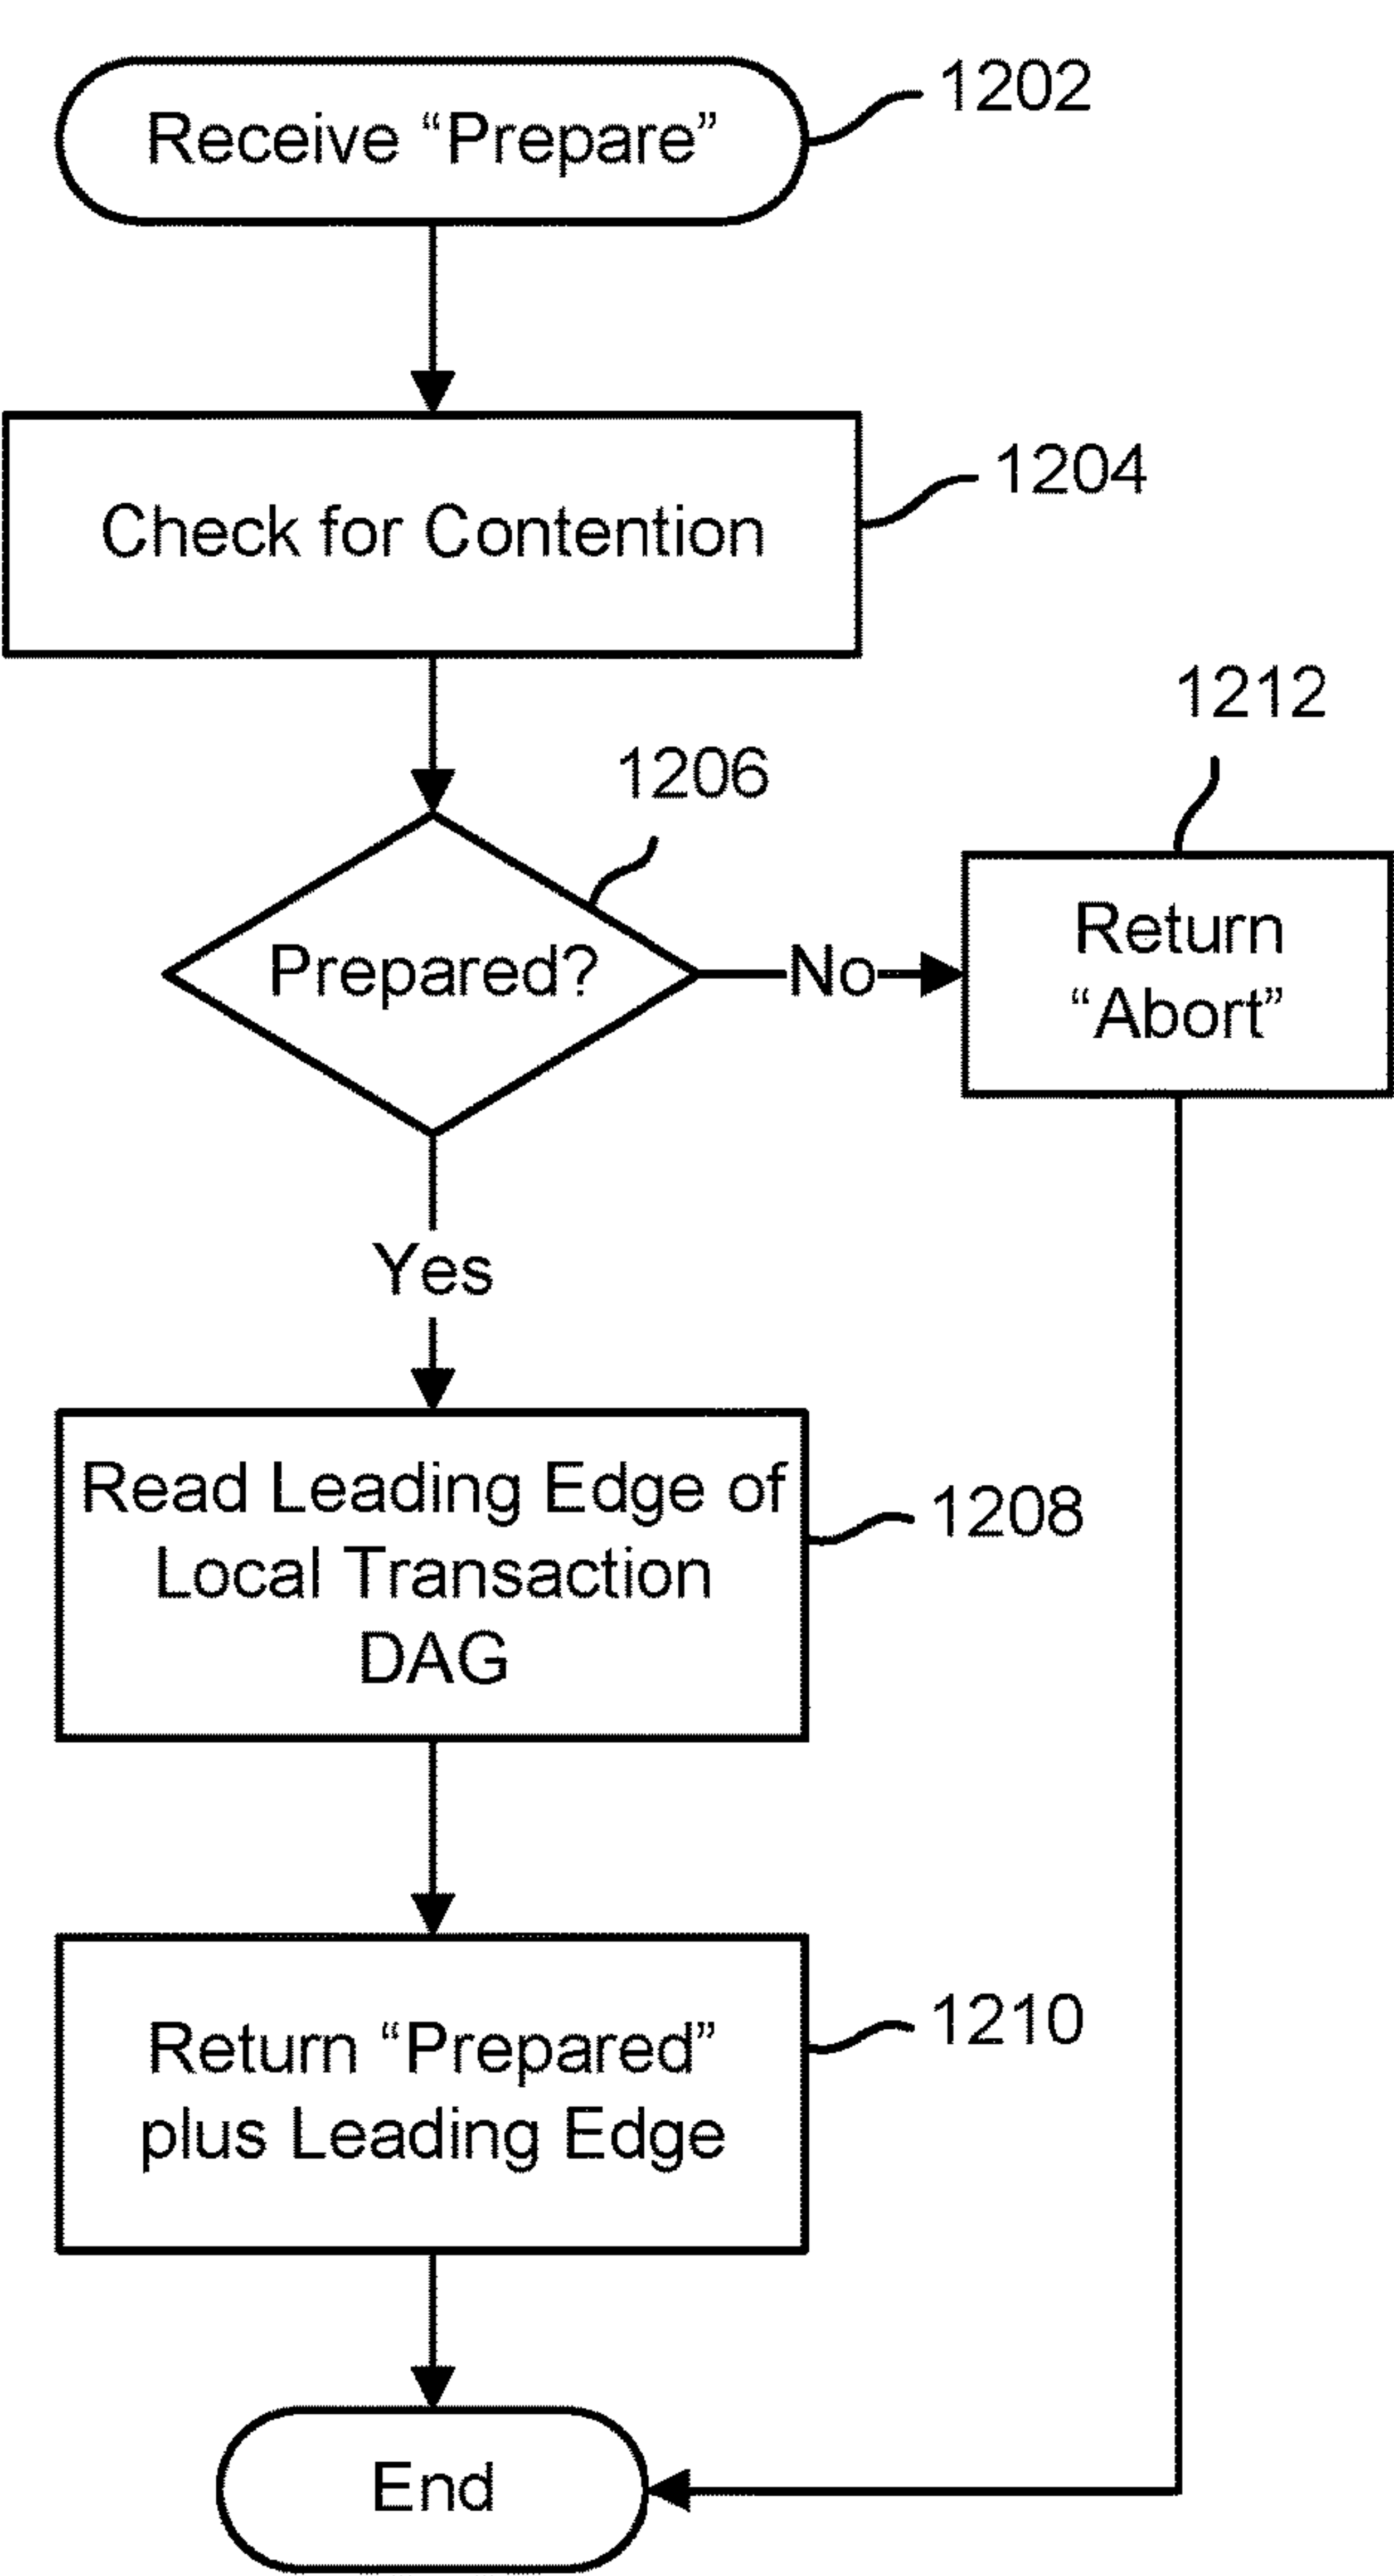 Receive “Prepare”
1202
Check for Contention
1204
Prepared?
1206
No
Return
“Abort”
1212
Yes
Read Leading Edge of
Local Transaction
DAG
1208
Return “Prepared”
plus Leading Edge
1210
End